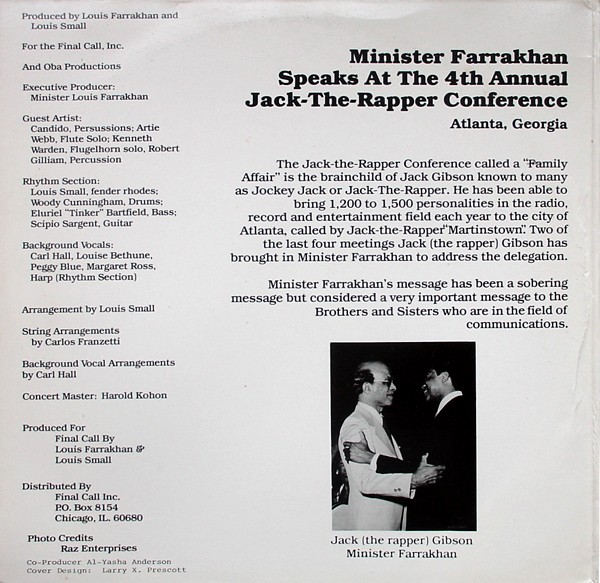 Produced by Louis Farrakhan and
Louis Small
For the Final Call, Inc.
And Oba Productions
Executive Producer:
Minister Louis Farrakhan
Guest Artist:
Candido, Persussions; Artie
Webb, Flute Solo; Kenneth
Warden, Flugelhorn solo, Robert
Gilliam, Percussion
Rhythm Section:
Louis Small, fender rhodes;
Woody Cunningham, Drums;
Eluriel "Tinker" Bartfield, Bass;
Scipio Sargent, Guitar
Background Vocals:
Carl Hall, Louise Bethune,
Peggy Blue, Margaret Ross,
Harp (Rhythm Section)
Arrangement by Louis Small
String Arrangements
by Carlos Franzetti
Background Vocal Arrangements
by Carl Hall
Concert Master: Harold Kohon
Produced For
Final Call By
Louis Farrakhan &
Louis Small
Distributed By
Final Call Inc.
P.O. Box 8154
Chicago, IL. 60680
Photo Credits
Raz Enterprises
Co-Producer Al-Yasha Anderson
Cover Design: Larry X. Prescott
Minister Farrakhan
Speaks At The 4th Annual
Jack-The-Rapper Conference
Atlanta, Georgia
The Jack-the-Rapper Conference called a "Family
Affair" is the brainchild of Jack Gibson known to many
as Jockey Jack or Jack-The-Rapper. He has been able to
bring 1,200 to 1,500 personalities in the radio,
record and entertainment field each year to the city of
Atlanta, called by Jack-the-Rapper "Martinstown". Two of
the last four meetings Jack (the rapper) Gibson has
brought in Minister Farrakhan to address the delegation.
Minister Farrakhan's message has been a sobering
message but considered a very important message to the
Brothers and Sisters who are in the field of
communications.
Jack (the rapper) Gibson
Minister Farrakhan